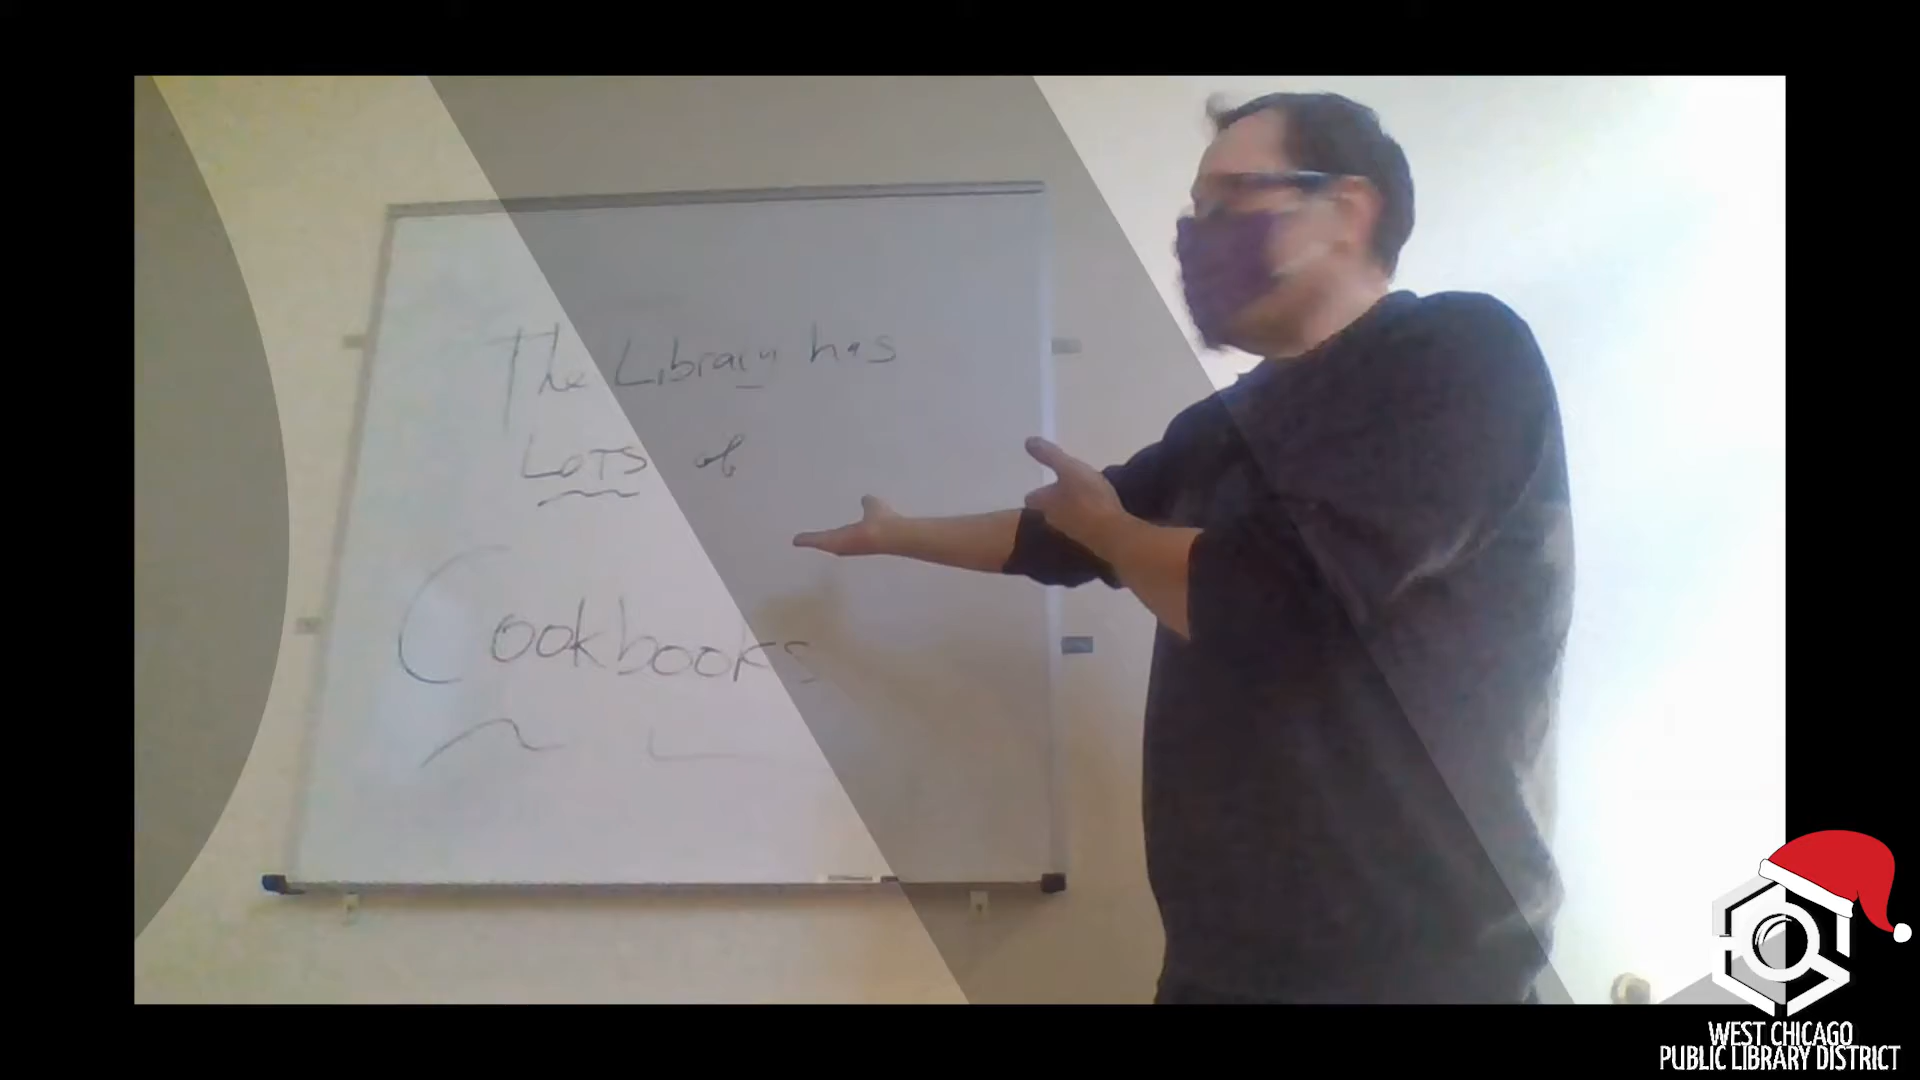 The Library has
LOTS of
Cookbooks
WEST CHICAGO
PUBLIC LIBRARY DISTRICT